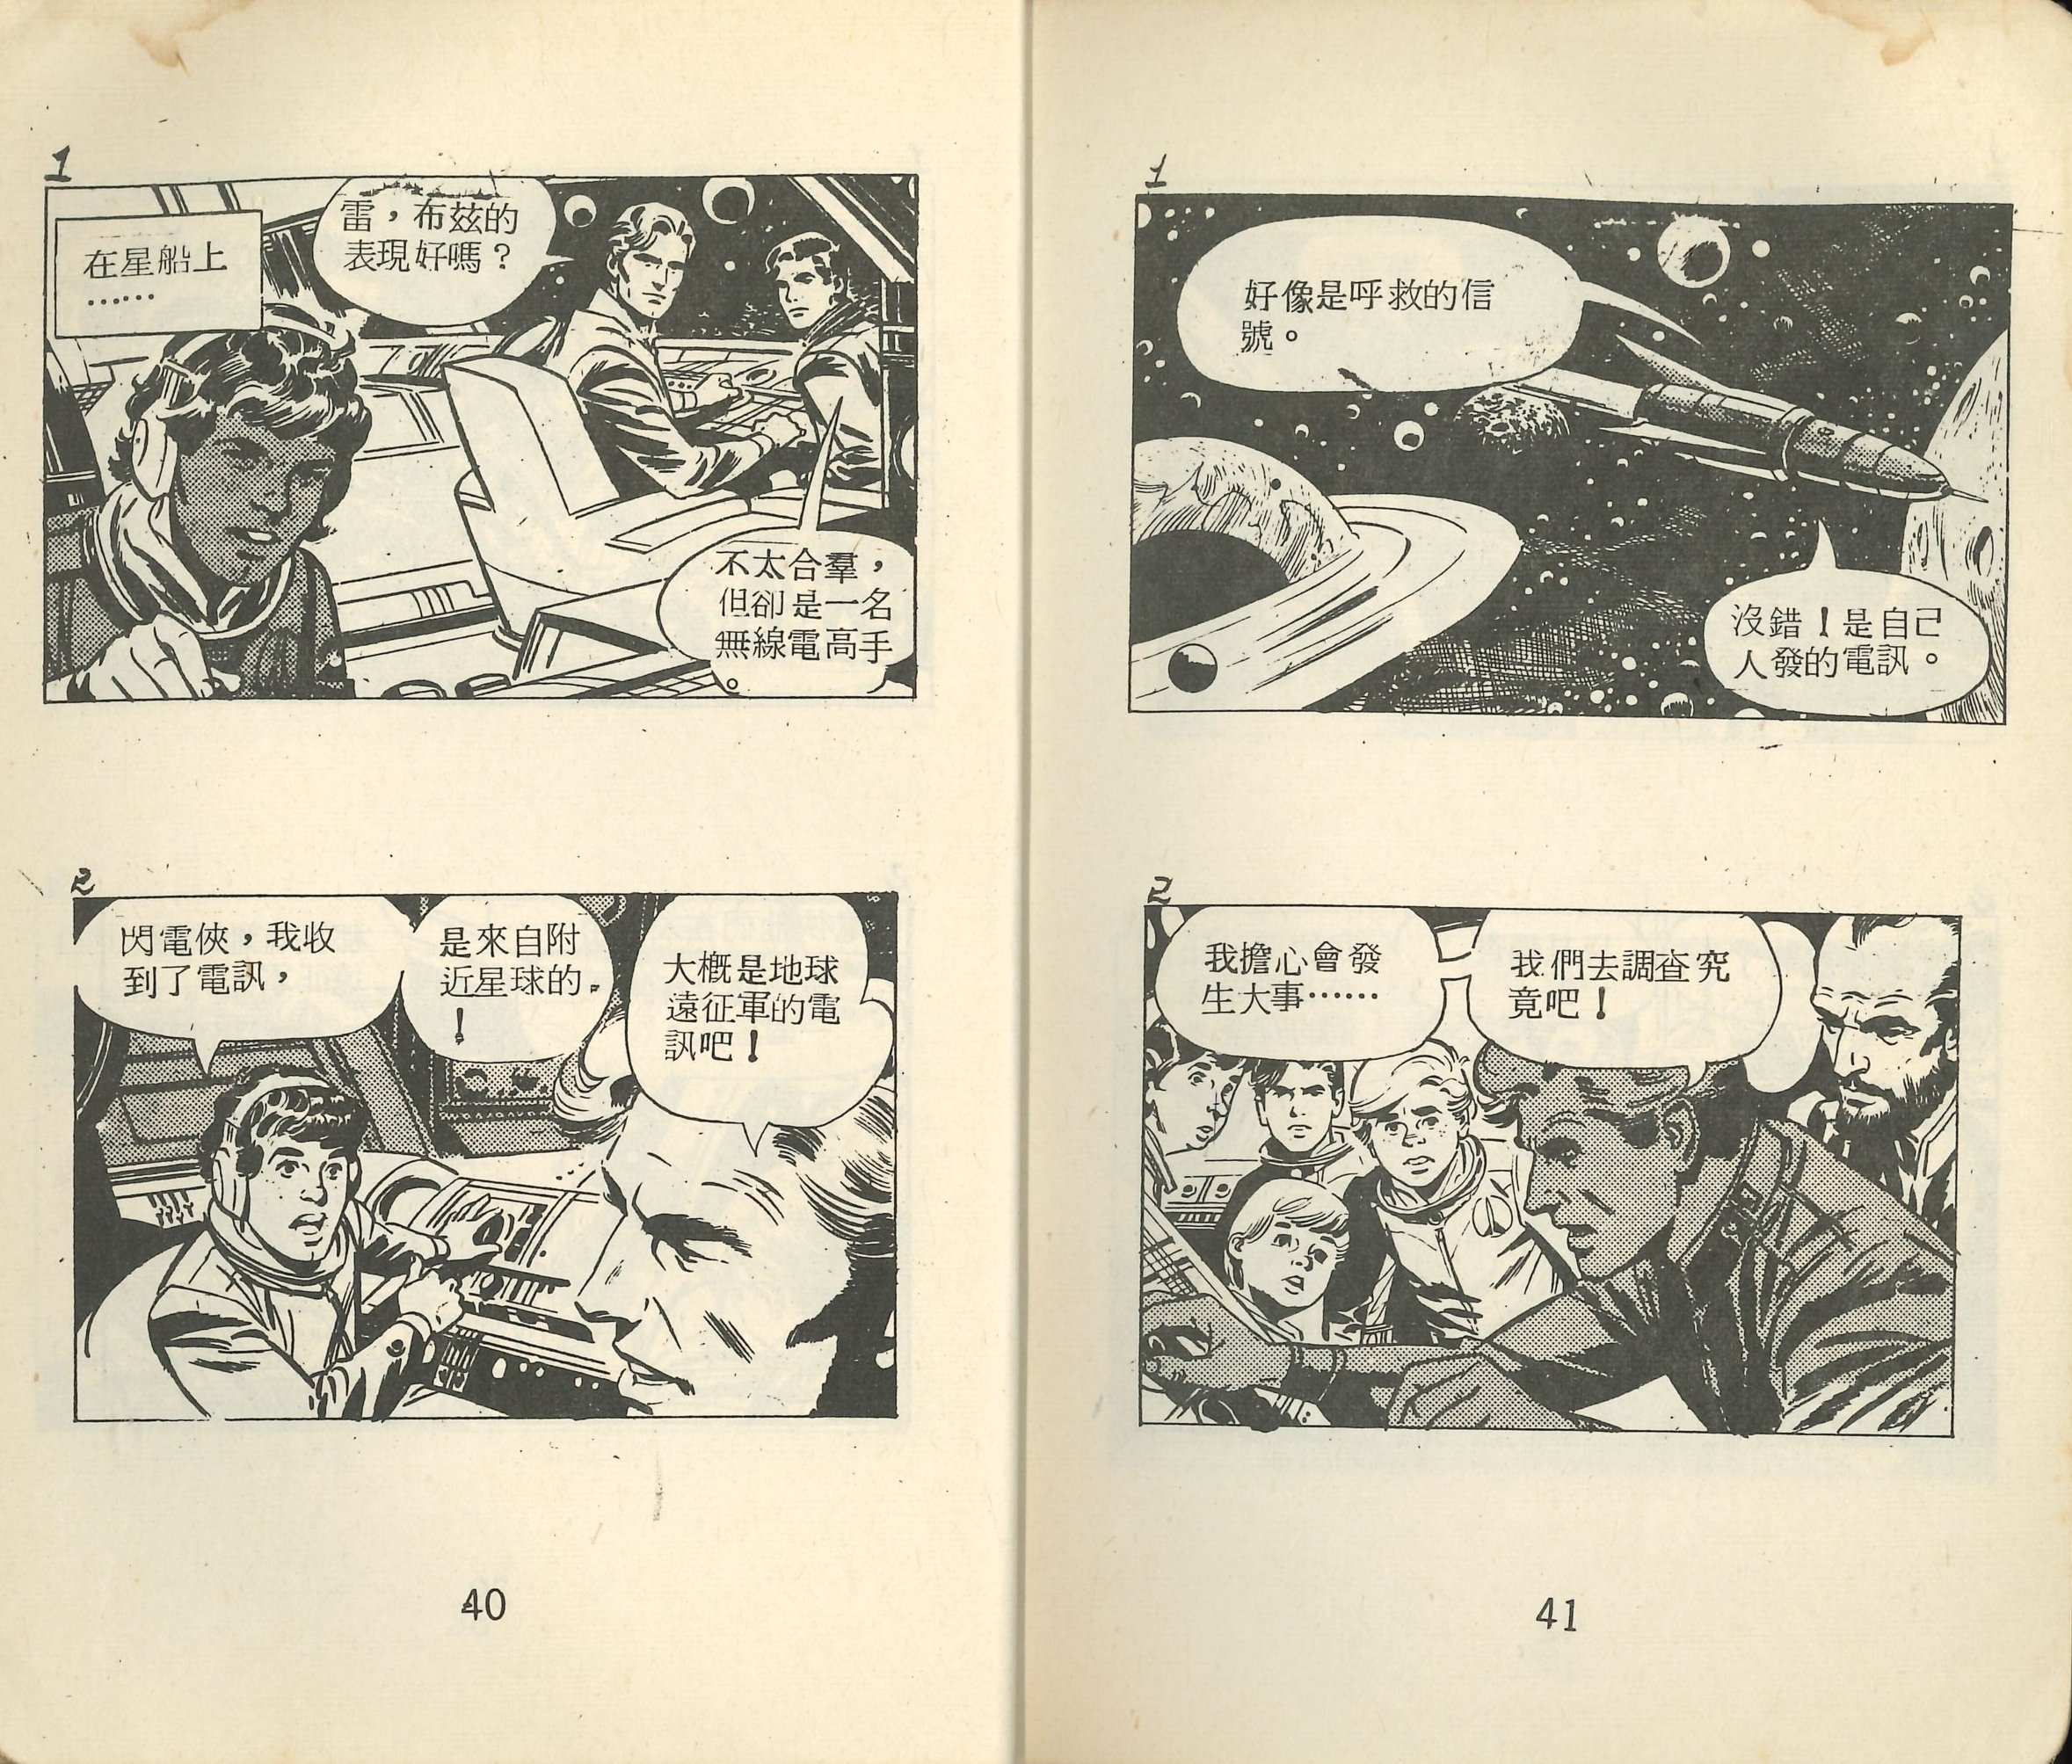 1
在星船上
……
雷，布茲的
表現好嗎？
不太合羣，
但卻是一名
無線電高手
。
2
閃電俠，我收
到了電訊，
是來自附
近星球的
！
大概是地球
遠征軍的電
訊吧！
40
1
好像是呼救的信
號。
沒錯！是自己
人發的電訊。
2
我擔心會發
生大事……
我們去調查究
竟吧！
41